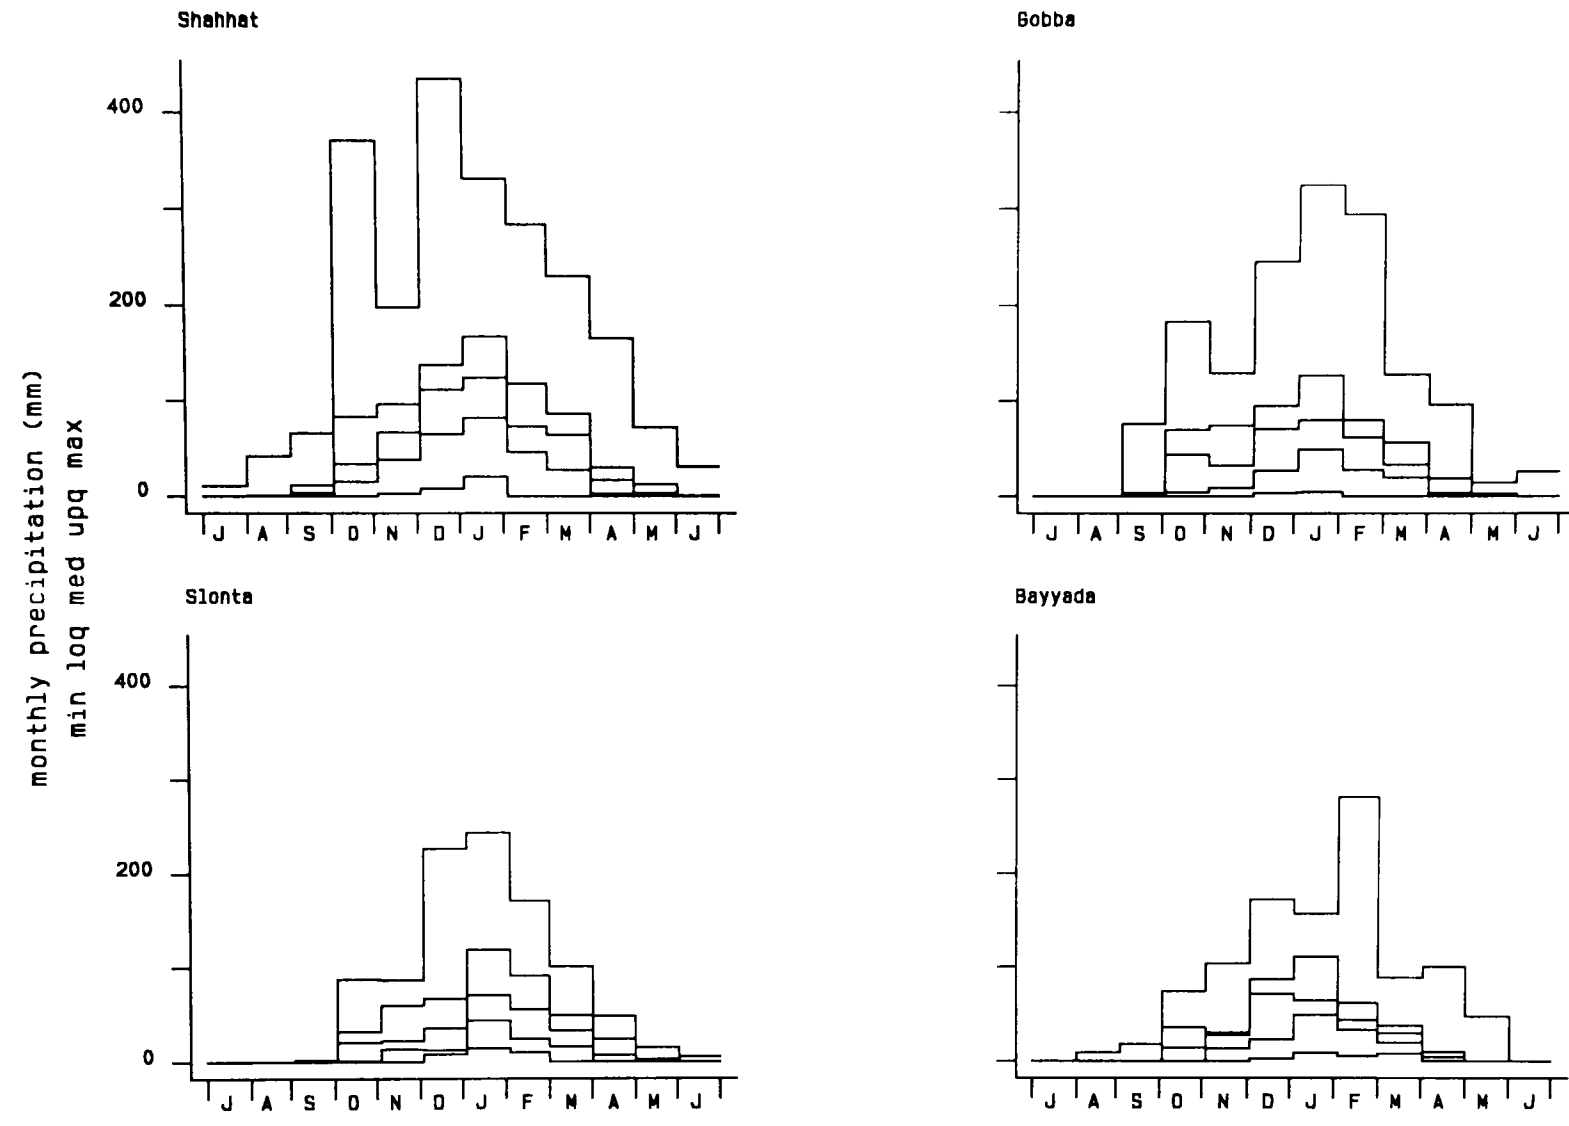 Shahhat
Gobba
400
200
0
J A S O N D J F M A M J
J A S O N D J F M A M J
monthly precipitation (mm)
min loq med upq max
Slonta
Bayyada
400
200
0
J A S O N D J F M A M J
J A S O N D J F M A M J